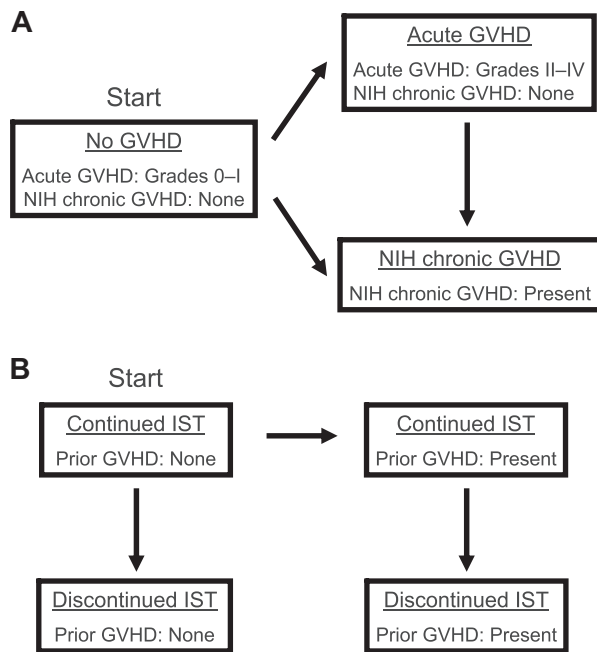 A
Acute GVHD
Acute GVHD: Grades II–IV
NIH chronic GVHD: None
Start
No GVHD
Acute GVHD: Grades 0–I
NIH chronic GVHD: None
NIH chronic GVHD
NIH chronic GVHD: Present
B
Start
Continued IST
Prior GVHD: None
Continued IST
Prior GVHD: Present
Discontinued IST
Prior GVHD: None
Discontinued IST
Prior GVHD: Present